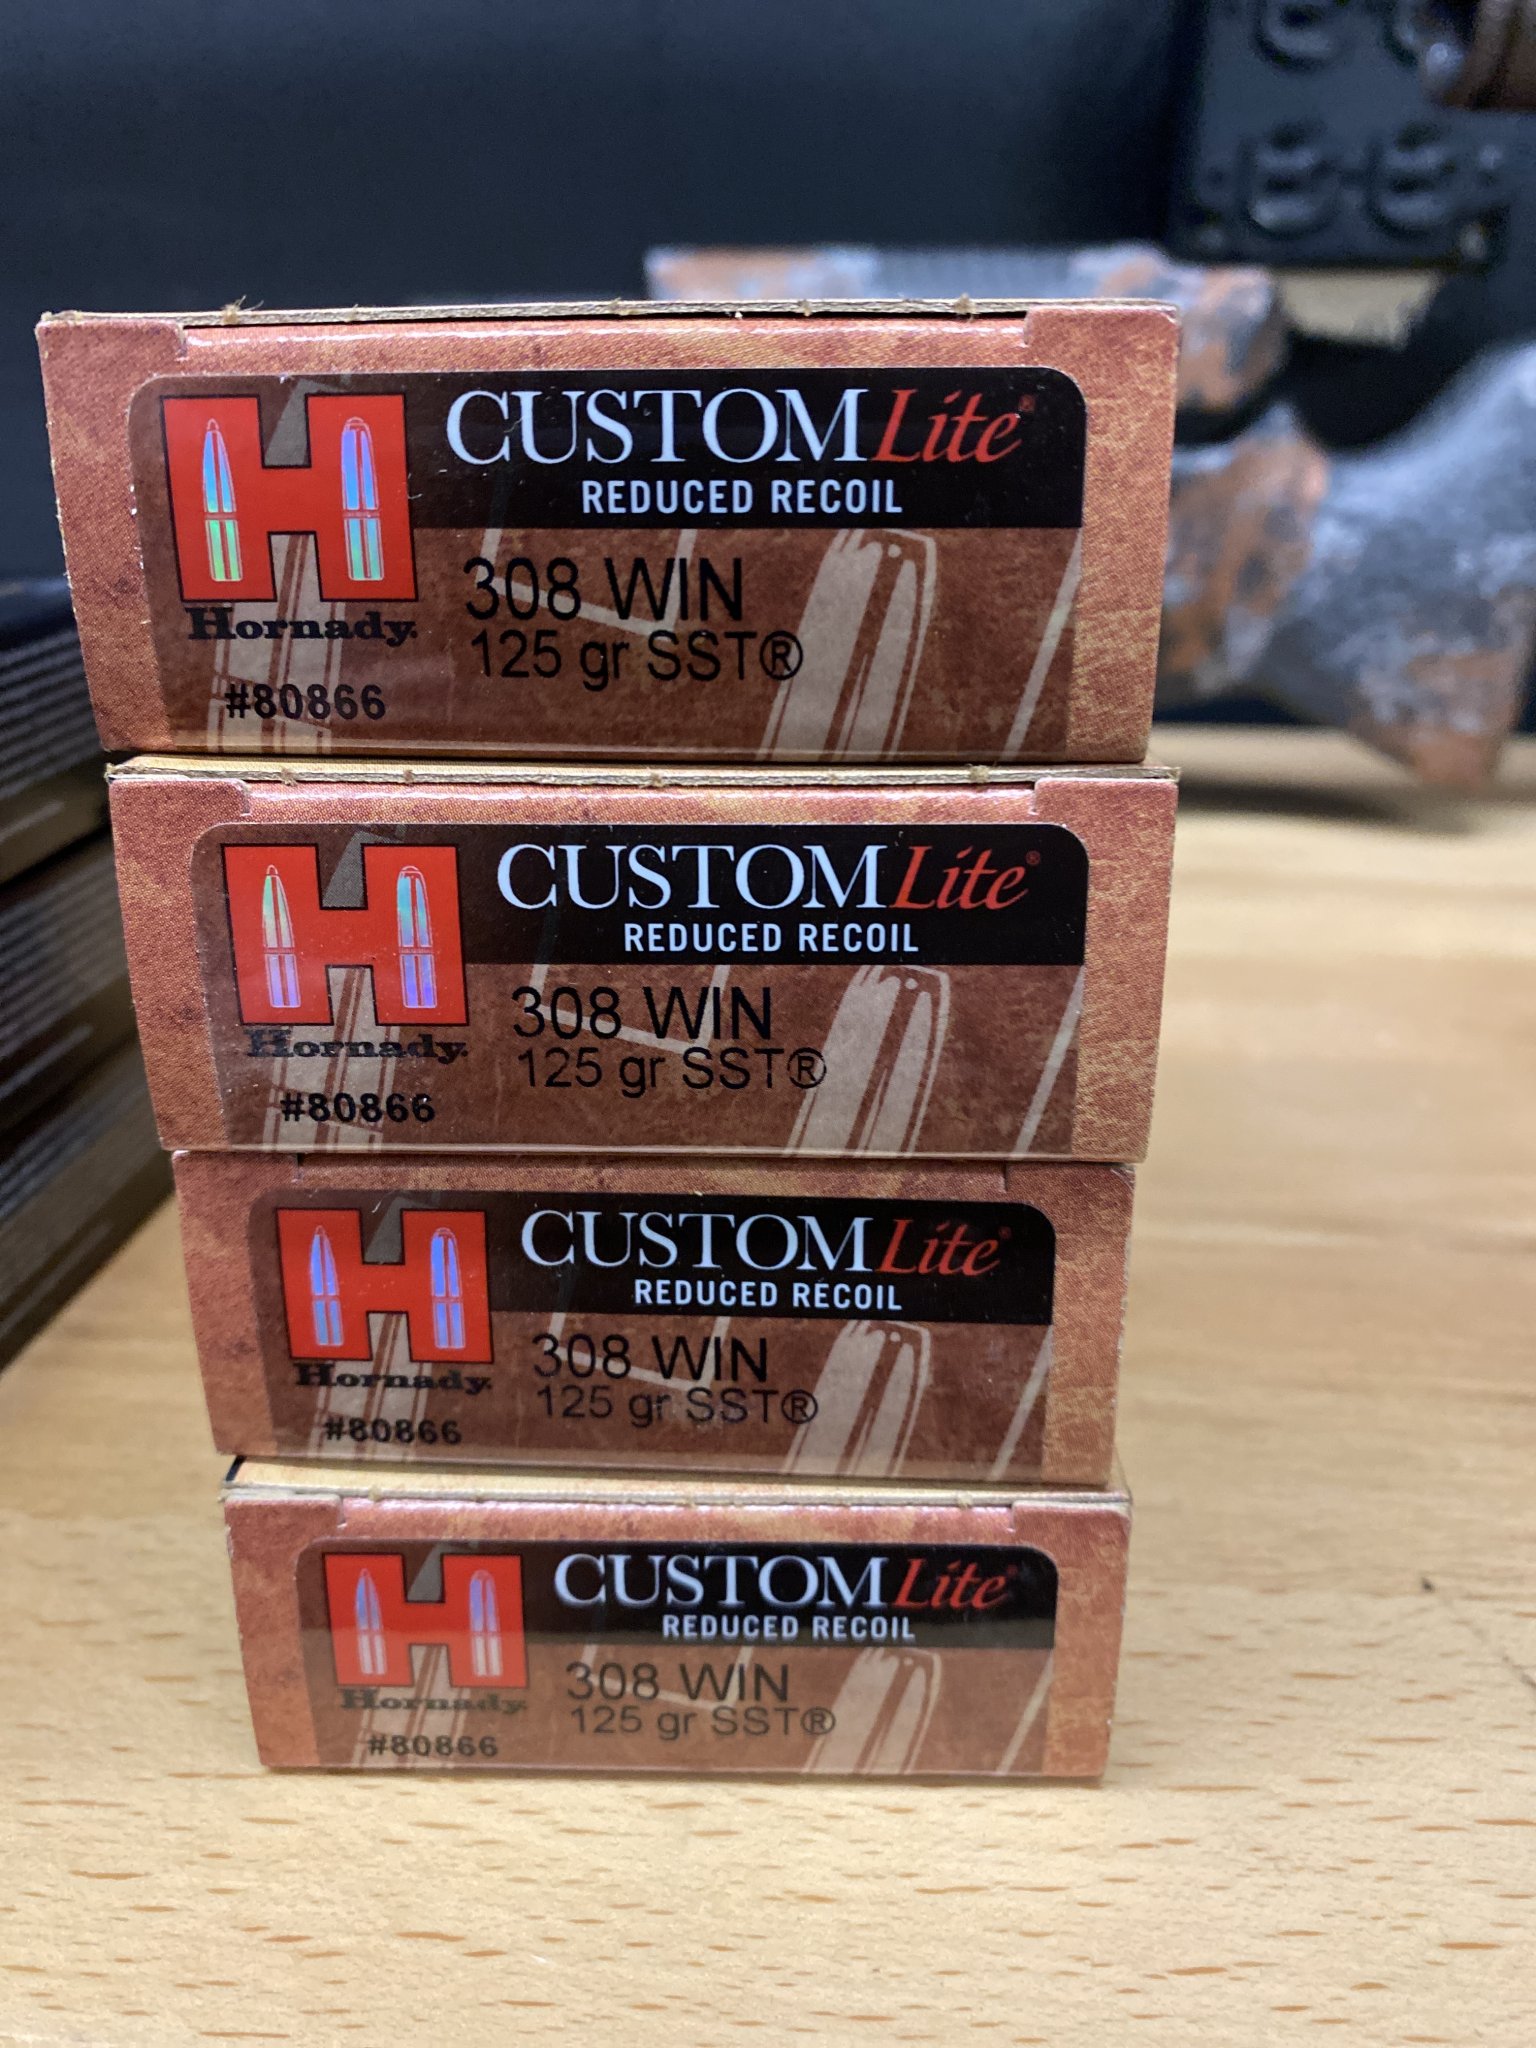 CUSTOM Lite®
REDUCED RECOIL
308 WIN
125 gr SST®
Hornady.
#80866
CUSTOM Lite®
REDUCED RECOIL
308 WIN
125 gr SST®
Hornady.
#80866
CUSTOM Lite®
REDUCED RECOIL
308 WIN
125 gr SST®
Hornady.
#80866
CUSTOM Lite®
REDUCED RECOIL
308 WIN
125 gr SST®
Hornady.
#80866